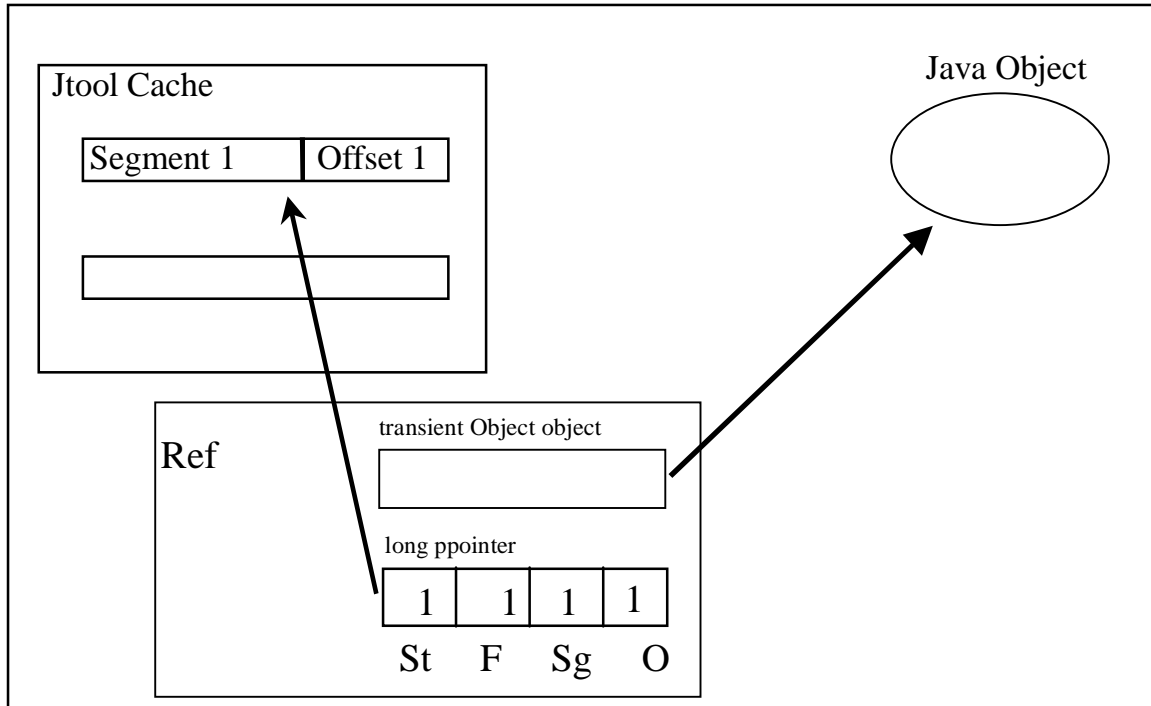 Jtool Cache
Java Object
Segment 1
Offset 1
Ref
transient Object object
long ppointer
1 1 1 1
St F Sg O